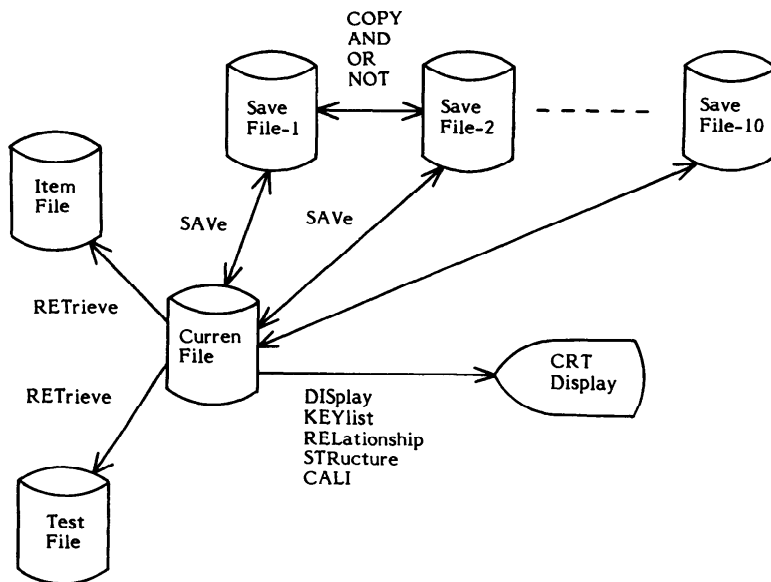 COPY
AND
OR
NOT
Save
File-1
Save
File-2
Save
File-10
Item
File
SAVe
SAVe
RETrieve
Curren
File
RETrieve
CRT
Display
DISplay
KEYlist
RELationship
STRucture
CALI
Test
File